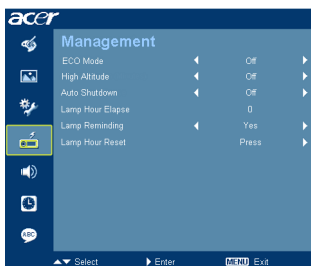 acer
Management
ECO Mode Off
High Altitude Off
Auto Shutdown Off
Lamp Hour Elapse 0
Lamp Reminding Yes
Lamp Hour Reset Press
ABC
Select Enter MENU Exit